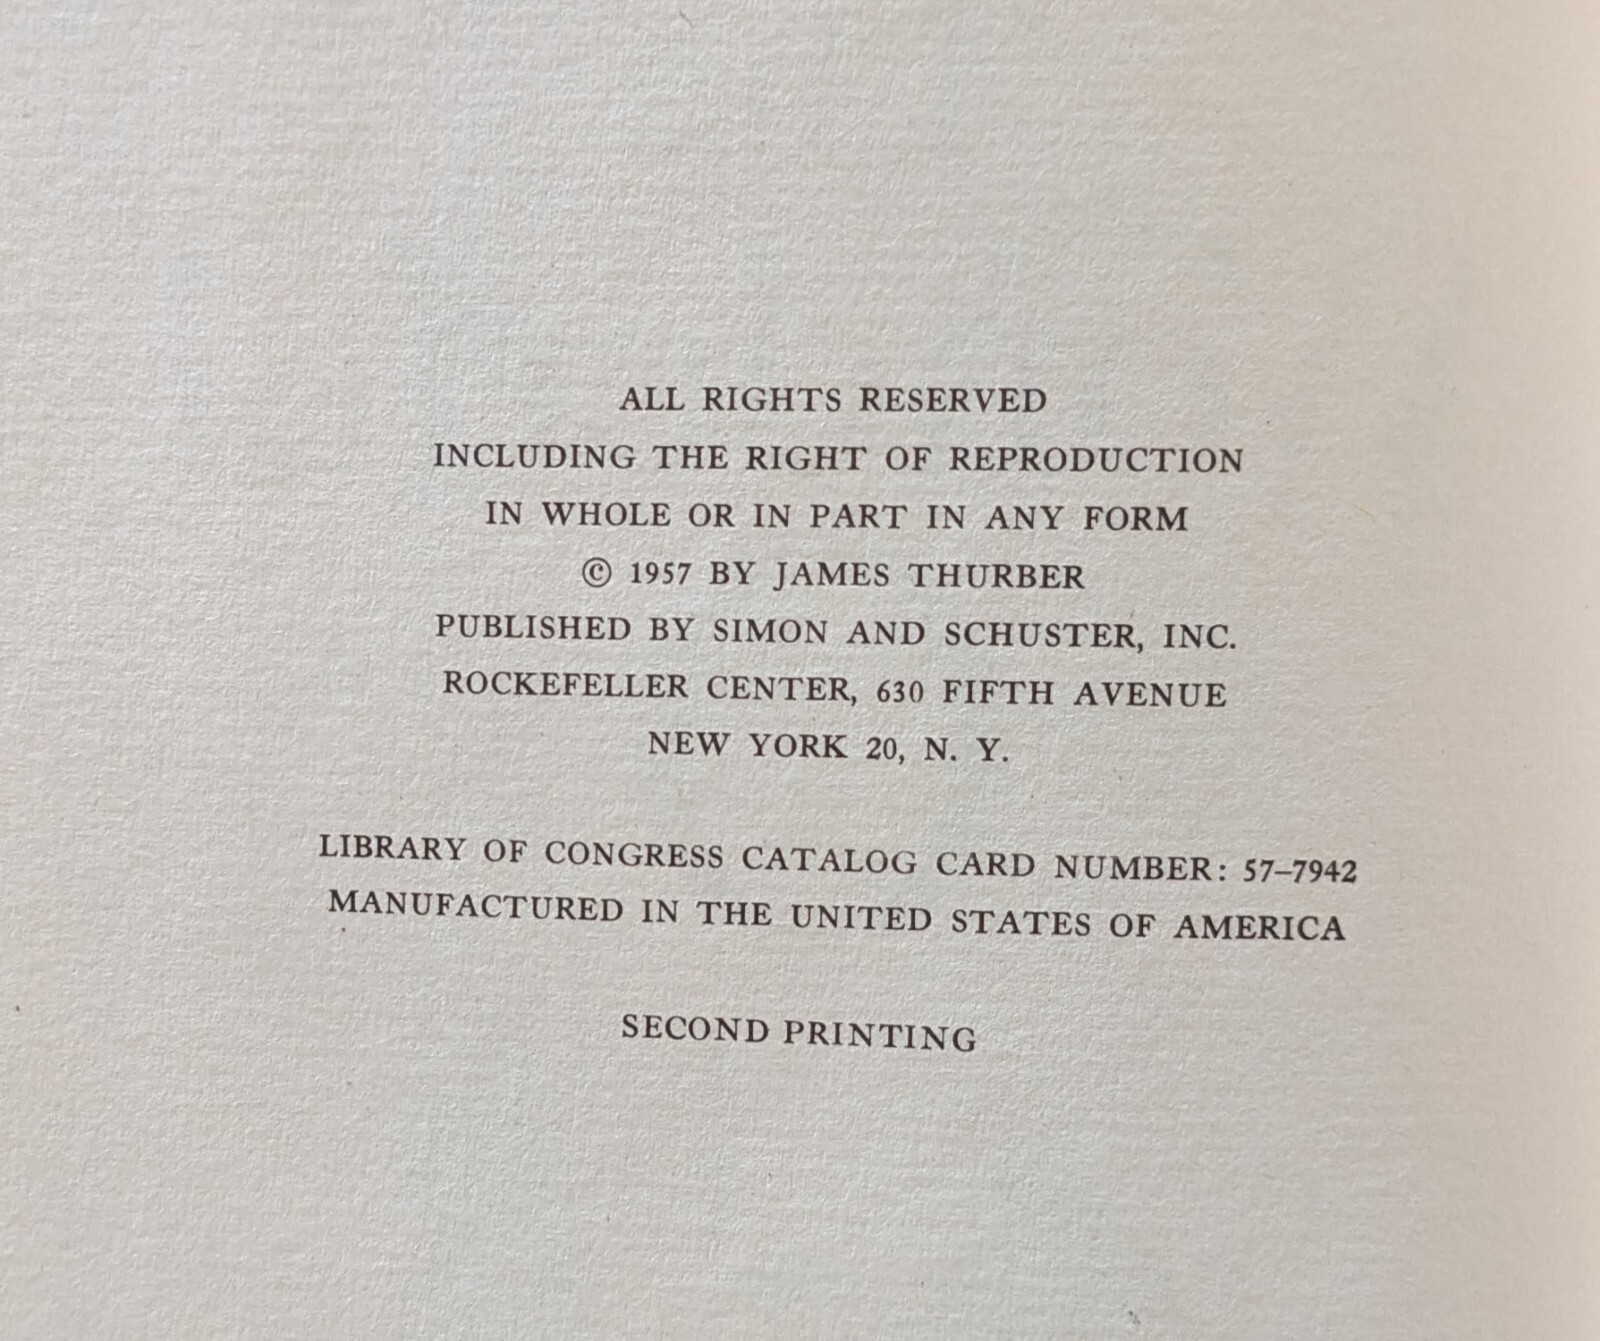 ALL RIGHTS RESERVED
INCLUDING THE RIGHT OF REPRODUCTION
IN WHOLE OR IN PART IN ANY FORM
© 1957 BY JAMES THURBER
PUBLISHED BY SIMON AND SCHUSTER, INC.
ROCKEFELLER CENTER, 630 FIFTH AVENUE
NEW YORK 20, N. Y.
LIBRARY OF CONGRESS CATALOG CARD NUMBER: 57–7942
MANUFACTURED IN THE UNITED STATES OF AMERICA
SECOND PRINTING